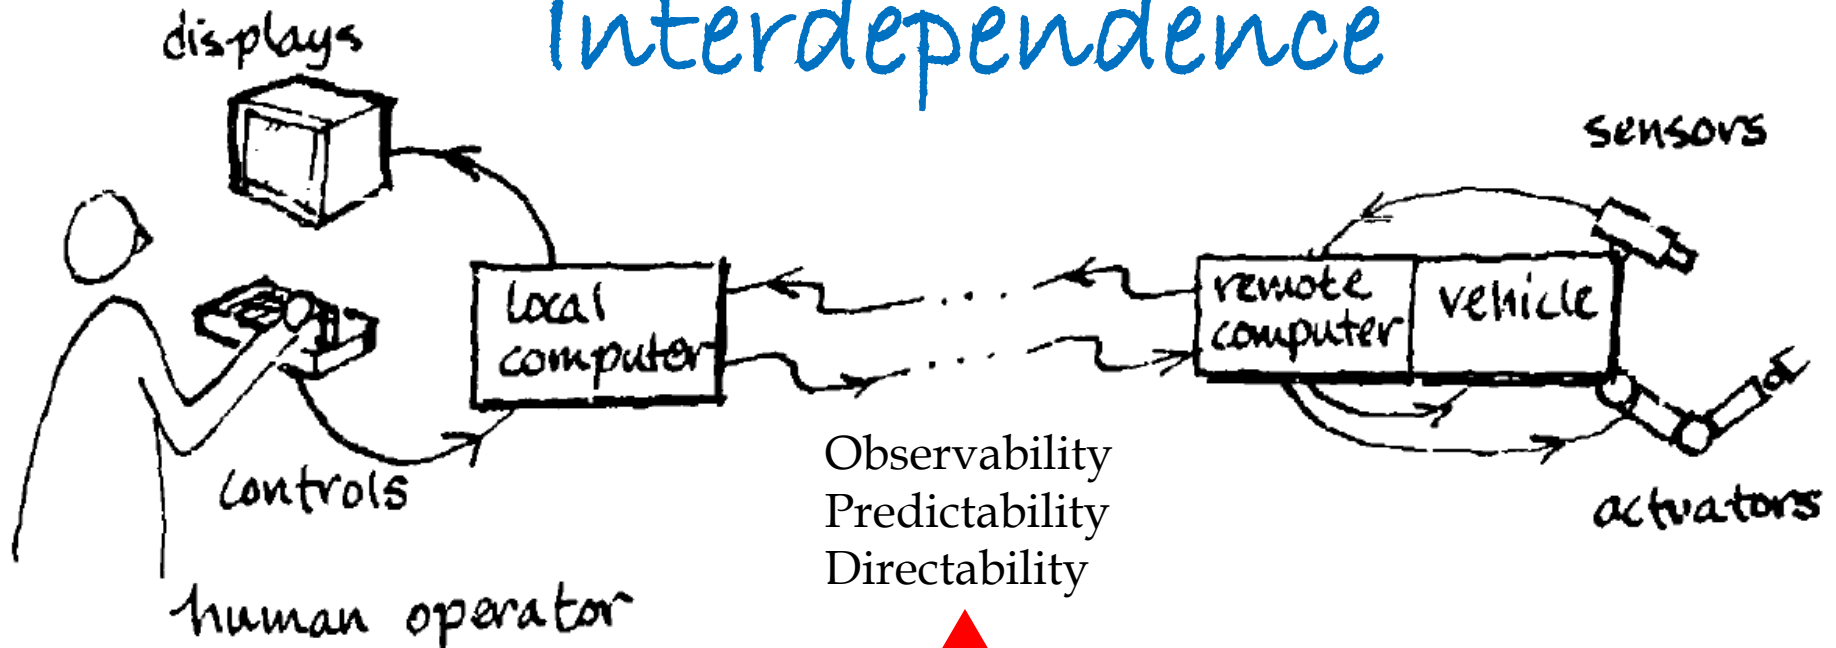 Interdependence
displays
sensors
local
computer
remote
computer
vehicle
controls
Observability
Predictability
Directability
actuators
human operator